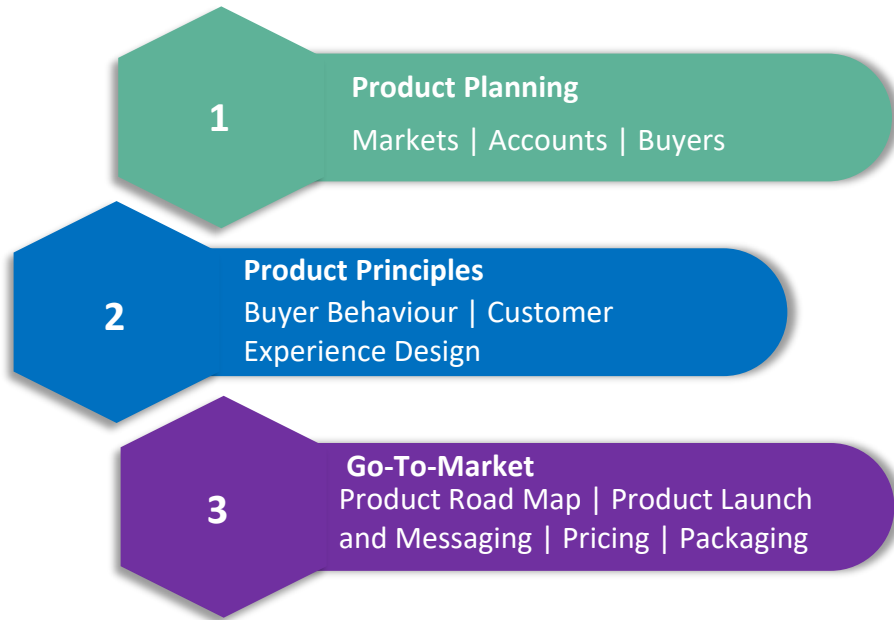 1
Product Planning
Markets | Accounts | Buyers
2
Product Principles
Buyer Behaviour | Customer
Experience Design
3
Go-To-Market
Product Road Map | Product Launch
and Messaging | Pricing | Packaging